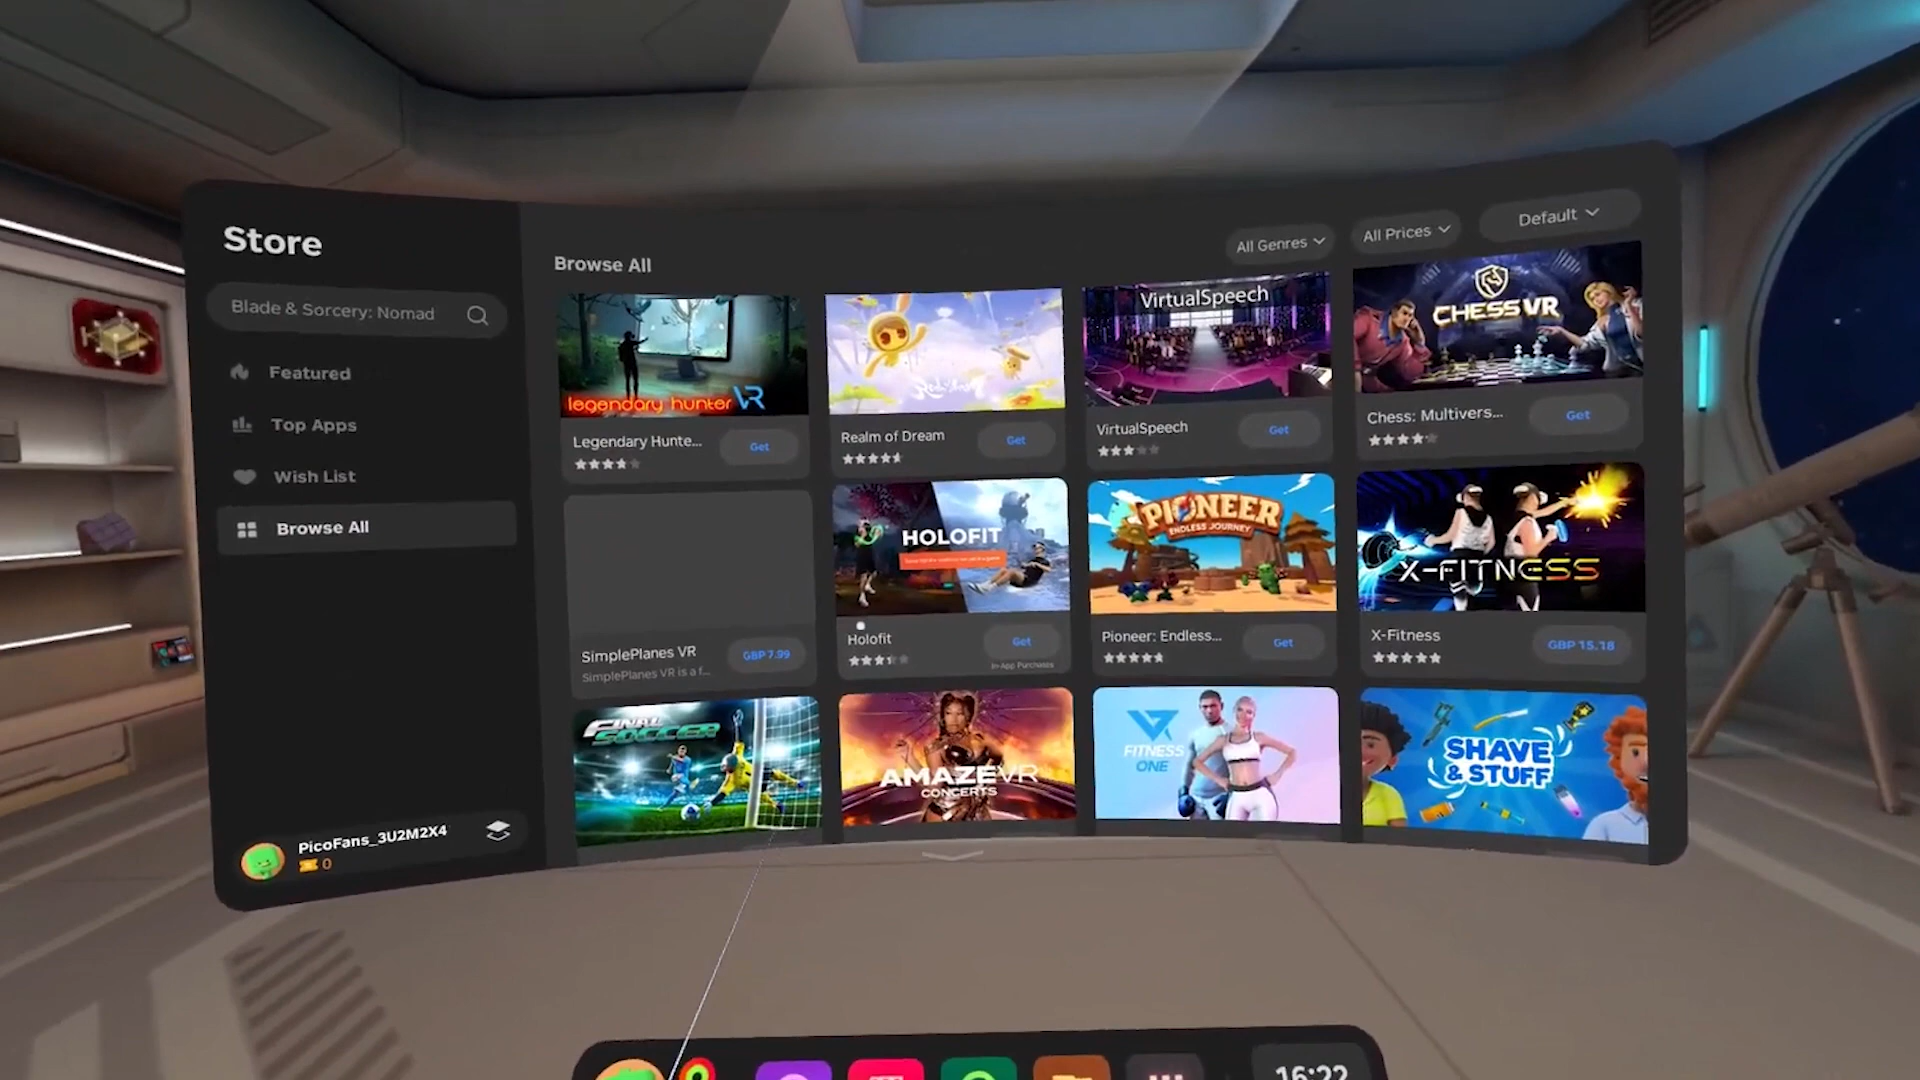 Store
Blade & Sorcery: Nomad
Featured
Top Apps
Wish List
Browse All
PicoFans_3U2M2X4
0
Browse All
All Genres
All Prices
Default
legendary hunter VR
Legendary Hunte...
Get
Realm of Dream
Get
VirtualSpeech
VirtualSpeech
Get
CHESS VR
Chess: Multivers...
Get
SimplePlanes VR
SimplePlanes VR is a f...
GBP 7.99
HOLOFIT
Holofit
Get
In-App Purchases
PIONEER
ENDLESS JOURNEY
Pioneer: Endless...
Get
X-FITNESS
X-Fitness
GBP 15.18
FINAL
SOCCER
AMAZEVR
CONCERTS
FITNESS
ONE
SHAVE
& STUFF
16:22